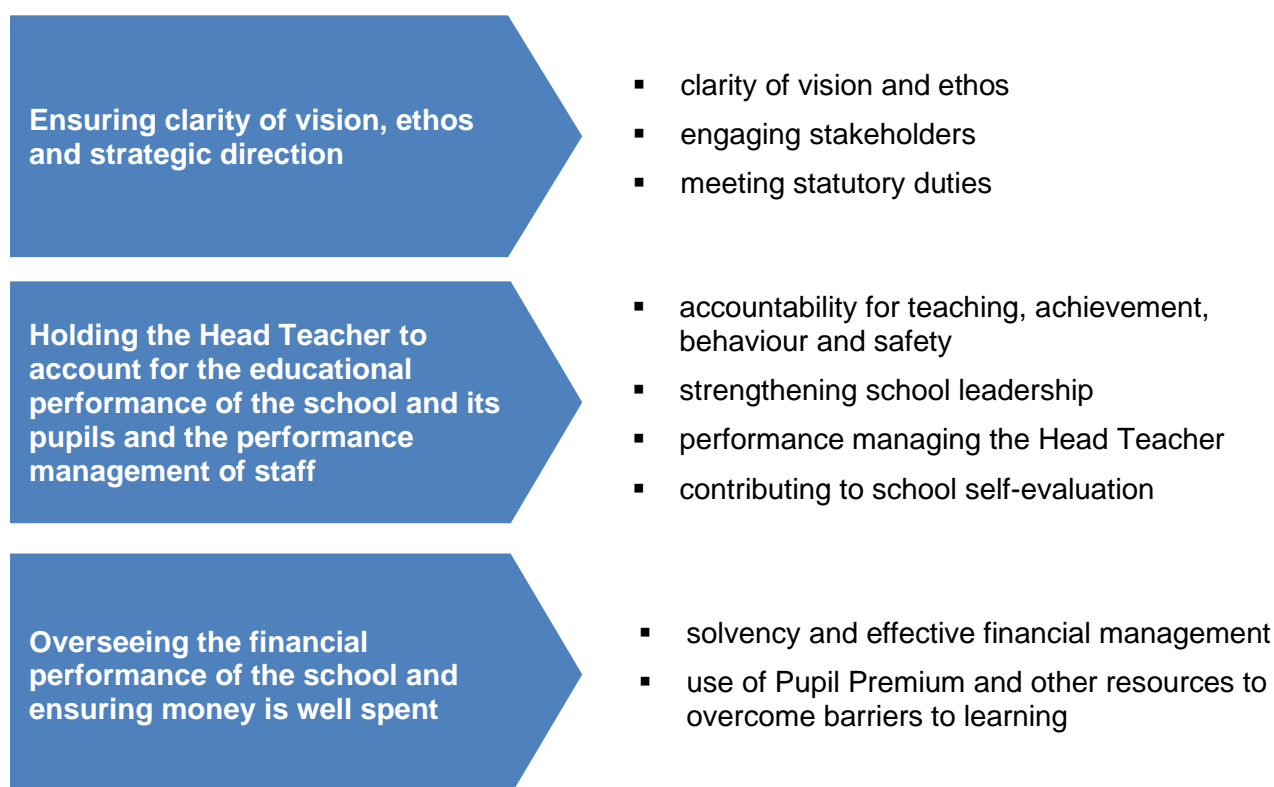 Ensuring clarity of vision, ethos
and strategic direction
▪ clarity of vision and ethos
▪ engaging stakeholders
▪ meeting statutory duties
Holding the Head Teacher to
account for the educational
performance of the school and its
pupils and the performance
management of staff
▪ accountability for teaching, achievement,
behaviour and safety
▪ strengthening school leadership
▪ performance managing the Head Teacher
▪ contributing to school self-evaluation
Overseeing the financial
performance of the school and
ensuring money is well spent
▪ solvency and effective financial management
▪ use of Pupil Premium and other resources to
overcome barriers to learning